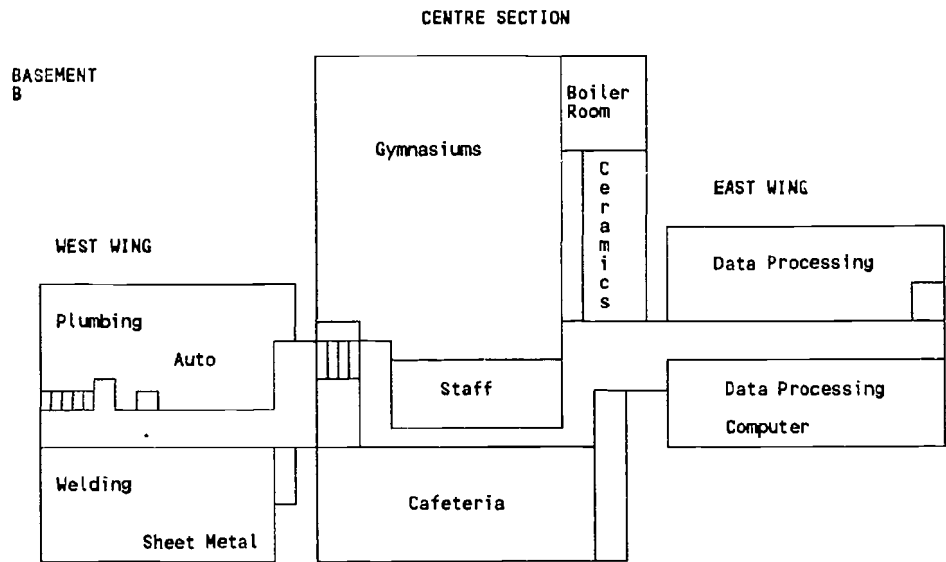 CENTRE SECTION
BASEMENT
B
Boiler
Room
Gymnasiums
Ceramics
EAST WING
WEST WING
Data Processing
Plumbing
Auto
Staff
Data Processing
Computer
Welding
Cafeteria
Sheet Metal